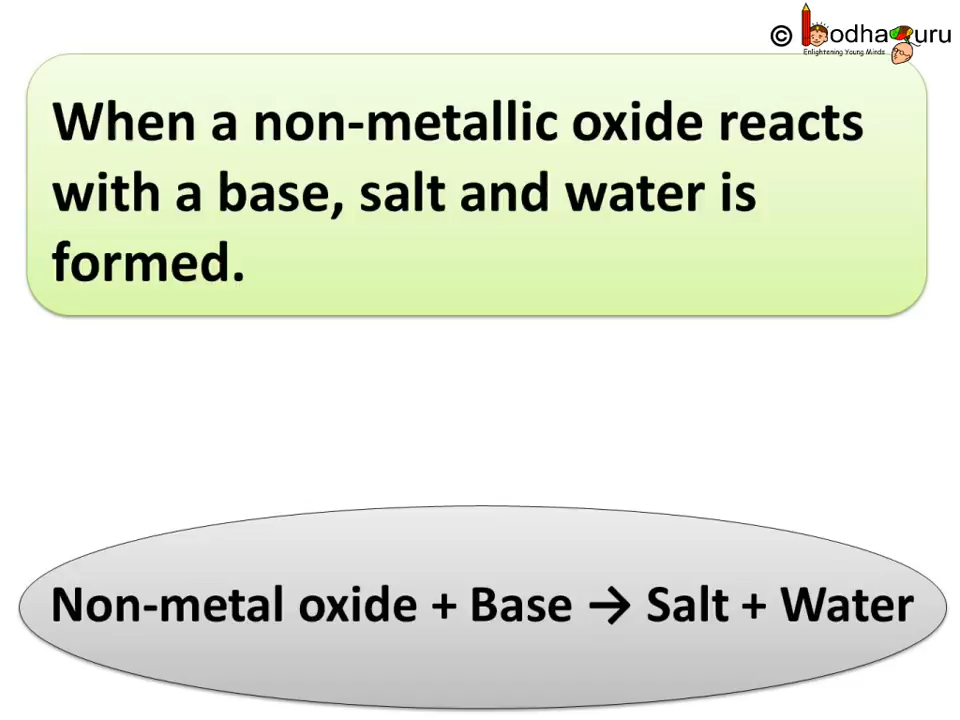 © BodhaGuru
Enlightening Young Minds
When a non-metallic oxide reacts
with a base, salt and water is
formed.
Non-metal oxide + Base → Salt + Water